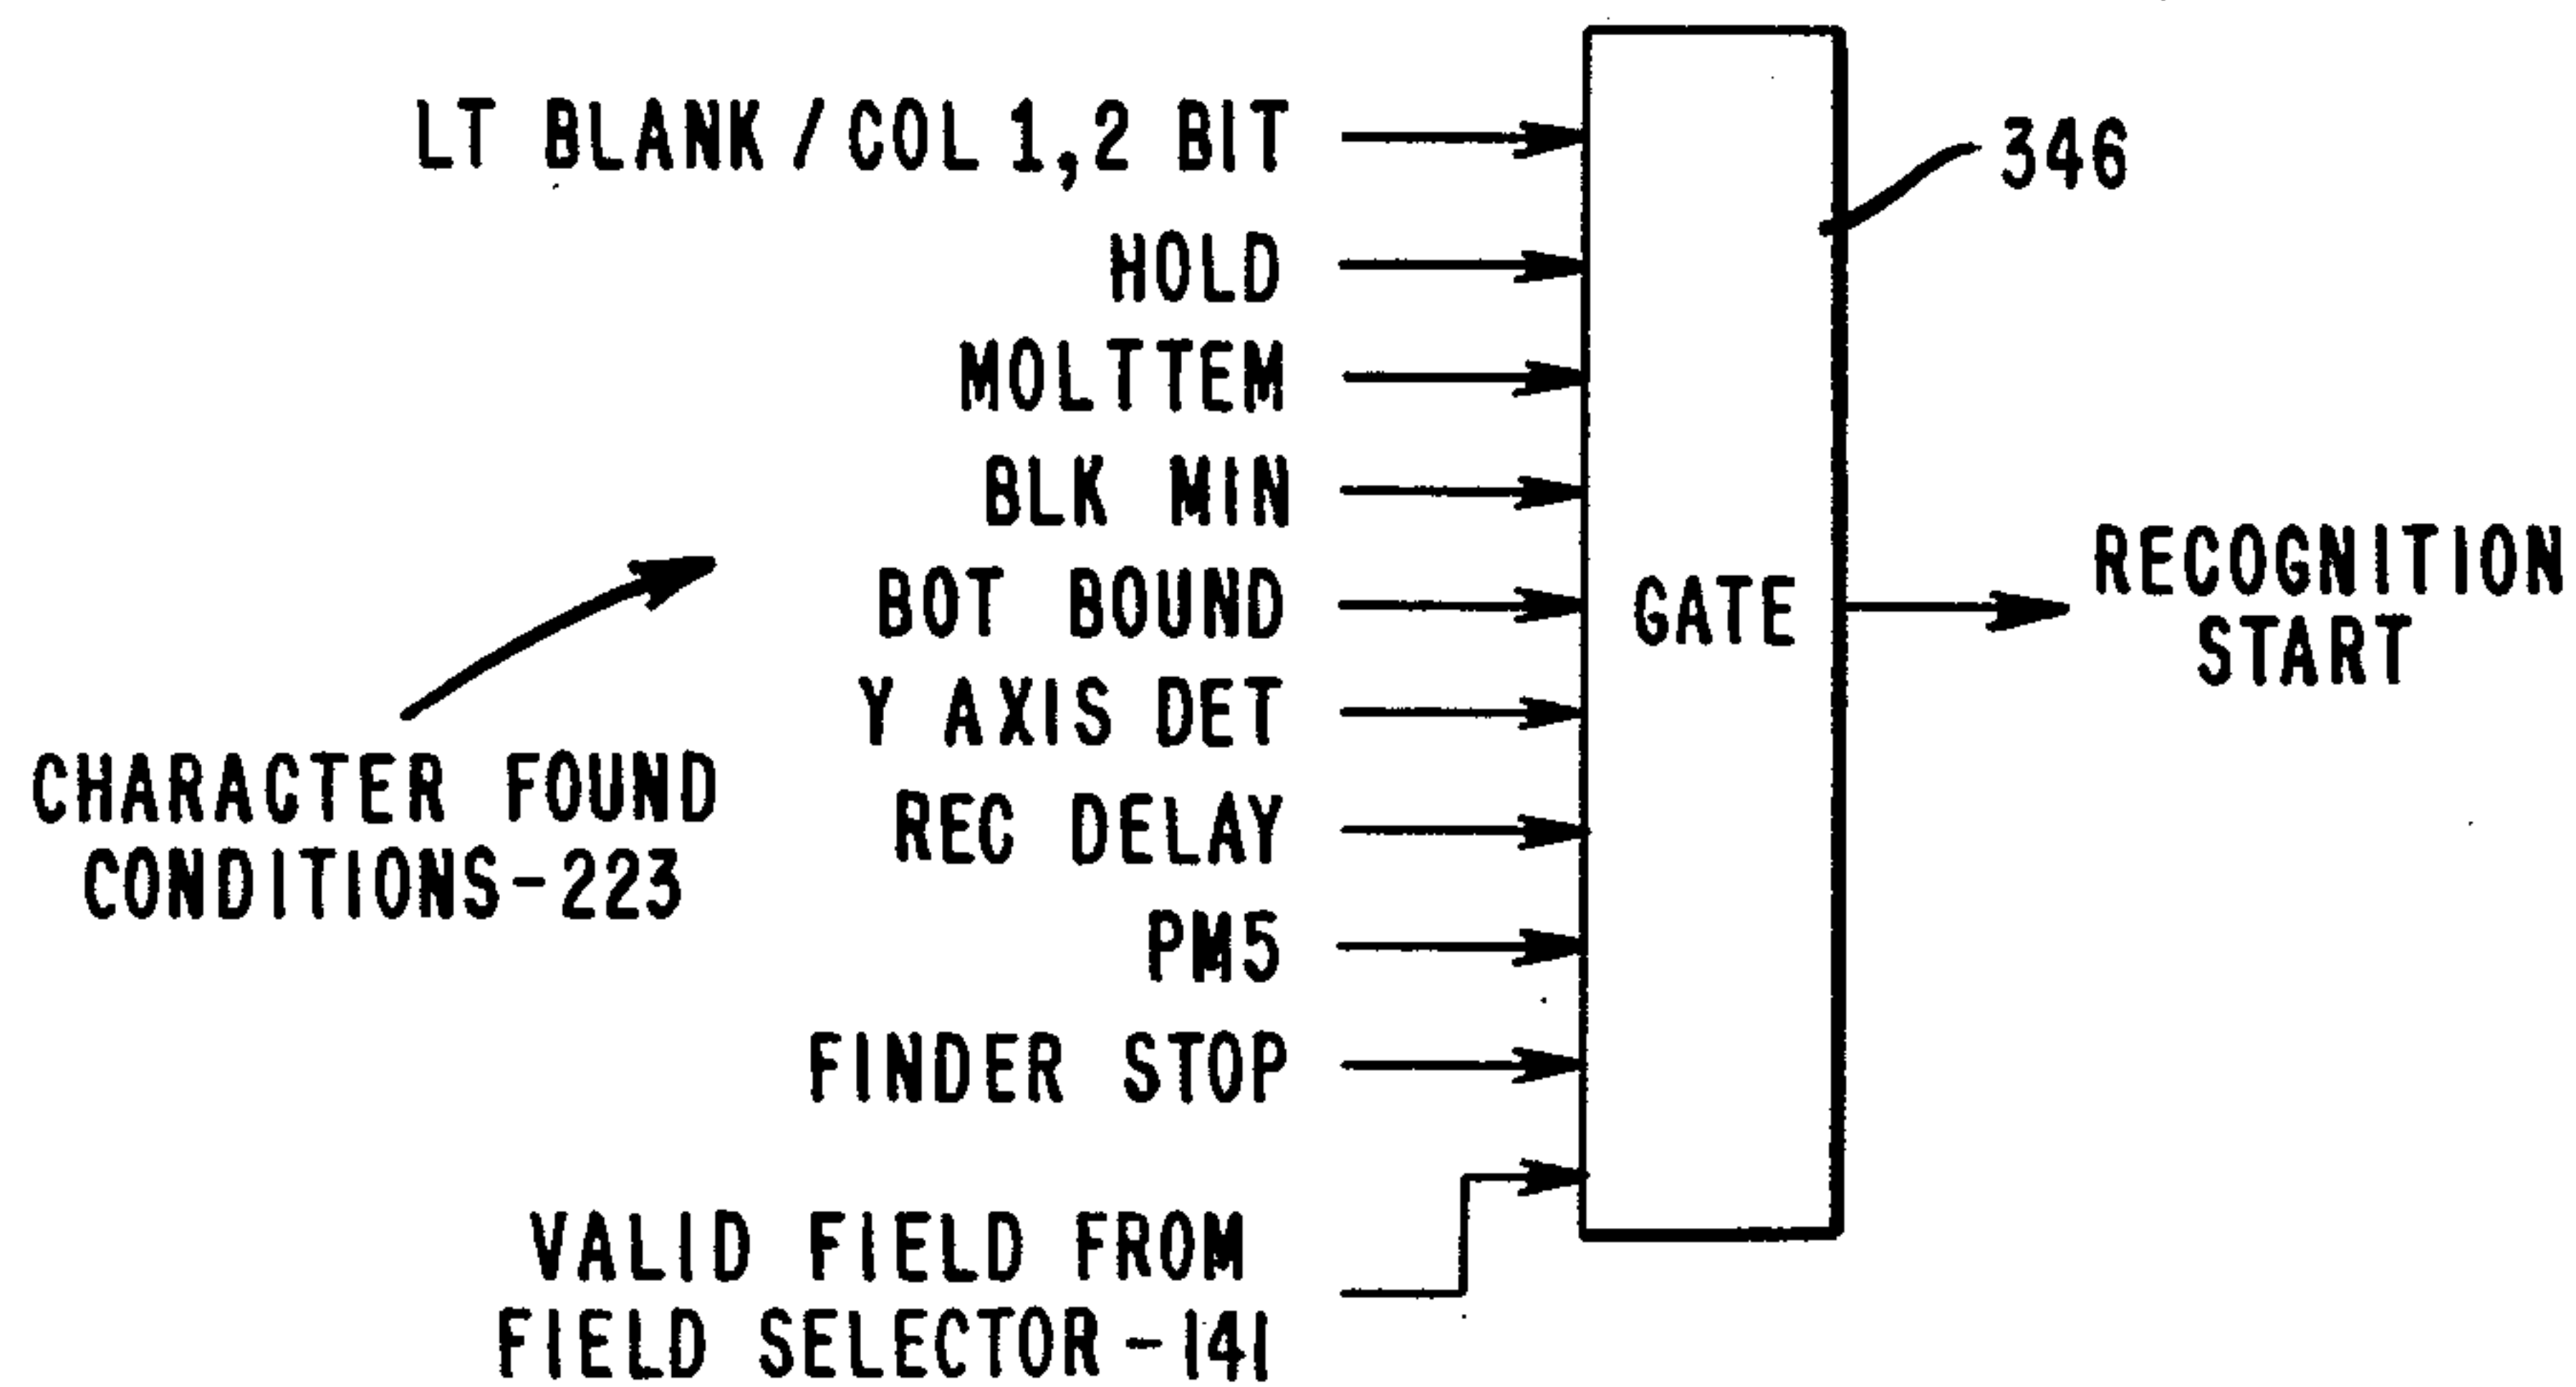 LT BLANK / COL 1,2 BIT
346
HOLD
MOLTTEM
BLK MIN
BOT BOUND
GATE
RECOGNITION
START
Y AXIS DET
CHARACTER FOUND
CONDITIONS-223
REC DELAY
PM5
FINDER STOP
VALID FIELD FROM
FIELD SELECTOR-141